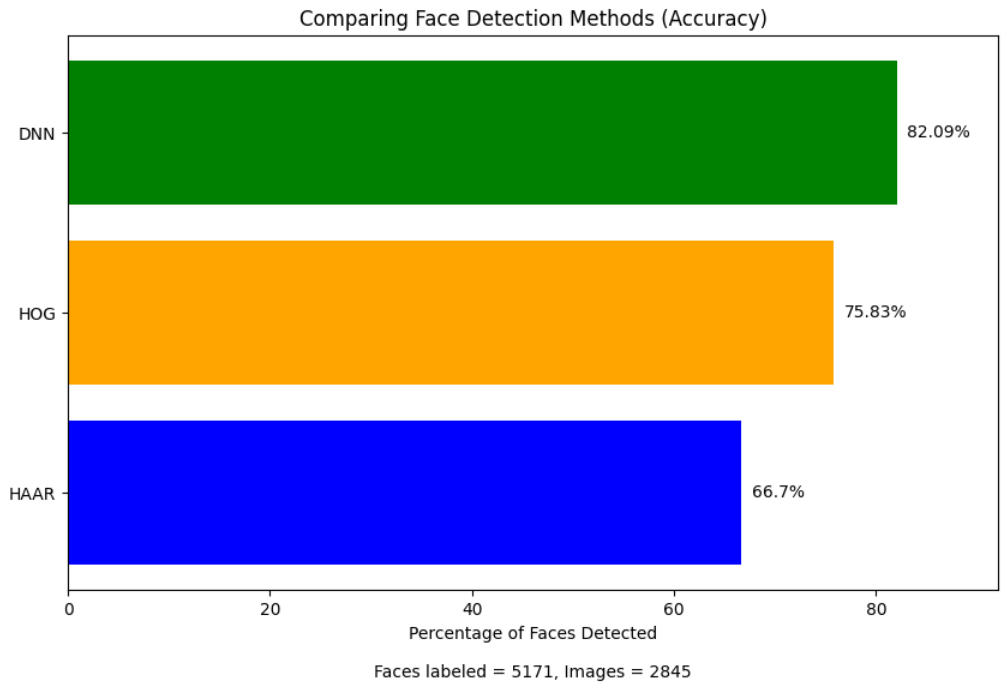 Comparing Face Detection Methods (Accuracy)
DNN
82.09%
HOG
75.83%
HAAR
66.7%
0 20 40 60 80
Percentage of Faces Detected
Faces labeled = 5171, Images = 2845